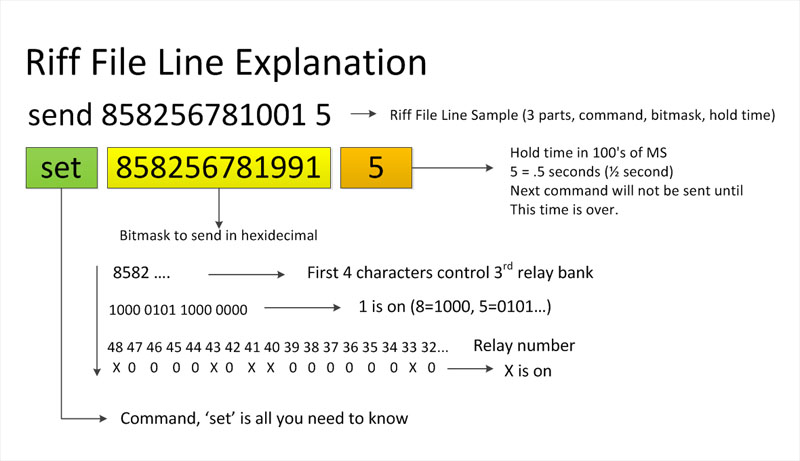 Riff File Line Explanation
send 858256781001 5
Riff File Line Sample (3 parts, command, bitmask, hold time)
set 858256781991 5
Hold time in 100's of MS
5 = .5 seconds (½ second)
Next command will not be sent until
This time is over.
Bitmask to send in hexidecimal
8582 .... First 4 characters control 3rd relay bank
1000 0101 1000 0000 1 is on (8=1000, 5=0101...)
48 47 46 45 44 43 42 41 40 39 38 37 36 35 34 33 32... Relay number
X 0 0 0 0 X 0 X X 0 0 0 0 0 0 X 0 X is on
Command, ‘set’ is all you need to know